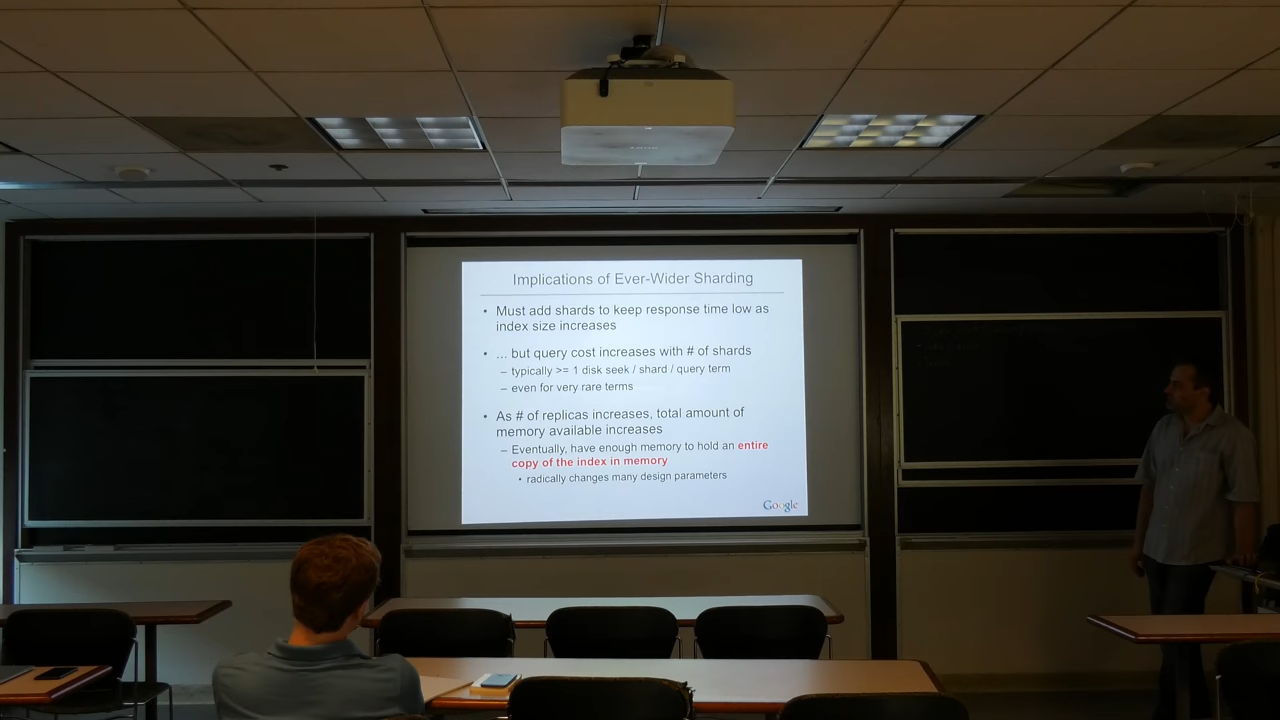 Implications of Ever-Wider Sharding
• Must add shards to keep response time low as
index size increases
• ... but query cost increases with # of shards
– typically >= 1 disk seek / shard / query term
– even for very rare terms
• As # of replicas increases, total amount of
memory available increases
– Eventually, have enough memory to hold an entire
copy of the index in memory
• radically changes many design parameters
Google